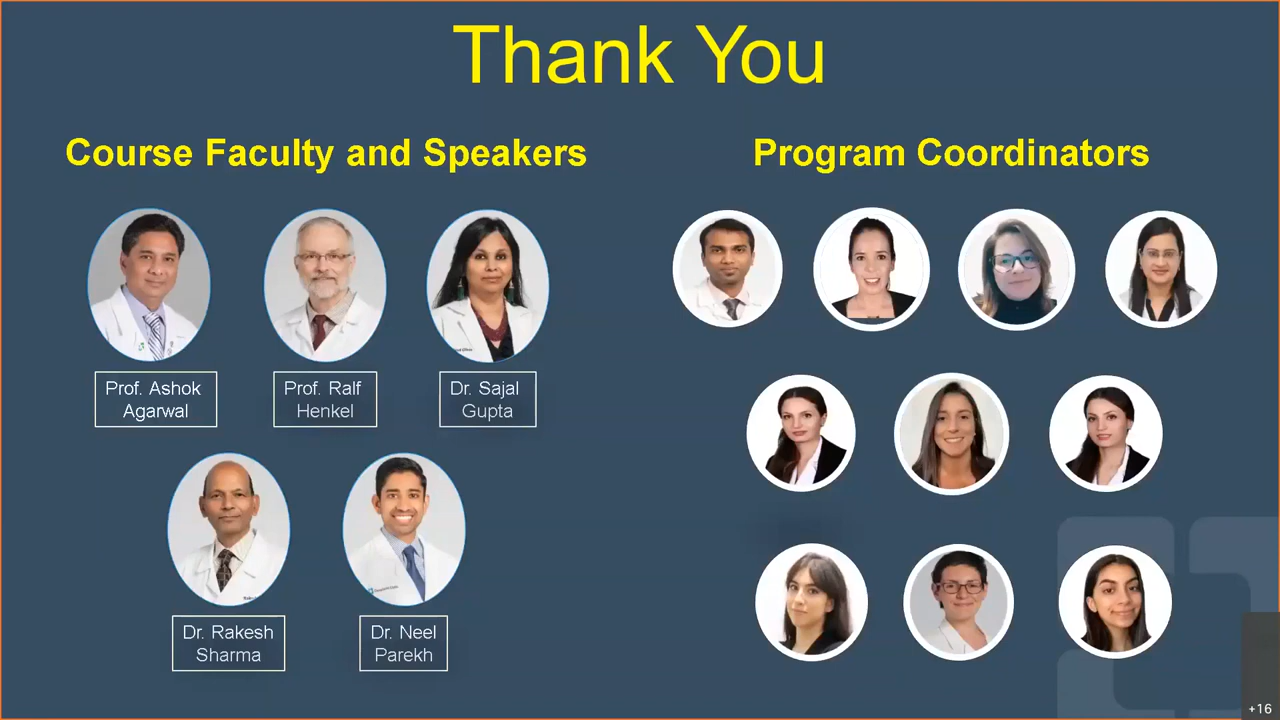 Thank You
Course Faculty and Speakers
Program Coordinators
Prof. Ashok
Agarwal
Prof. Ralf
Henkel
Dr. Sajal
Gupta
Dr. Rakesh
Sharma
Dr. Neel
Parekh
+16